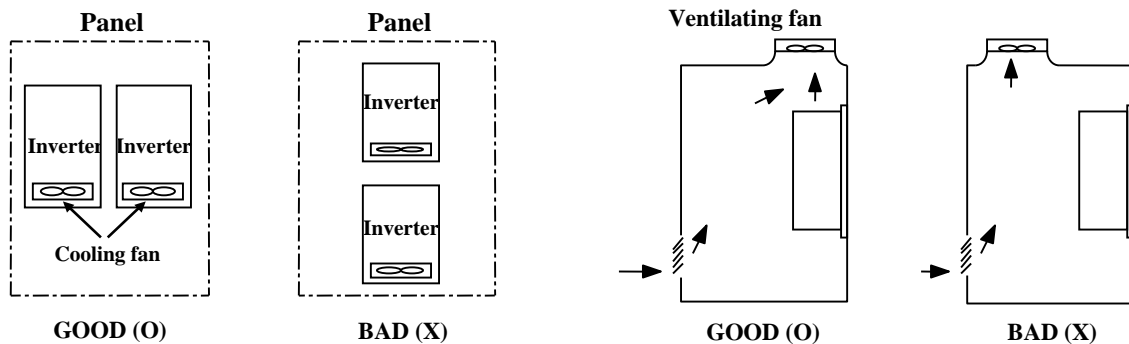 Panel
Panel
Ventilating fan
Inverter
Inverter
Inverter
Inverter
Cooling fan
GOOD (O)
BAD (X)
GOOD (O)
BAD (X)